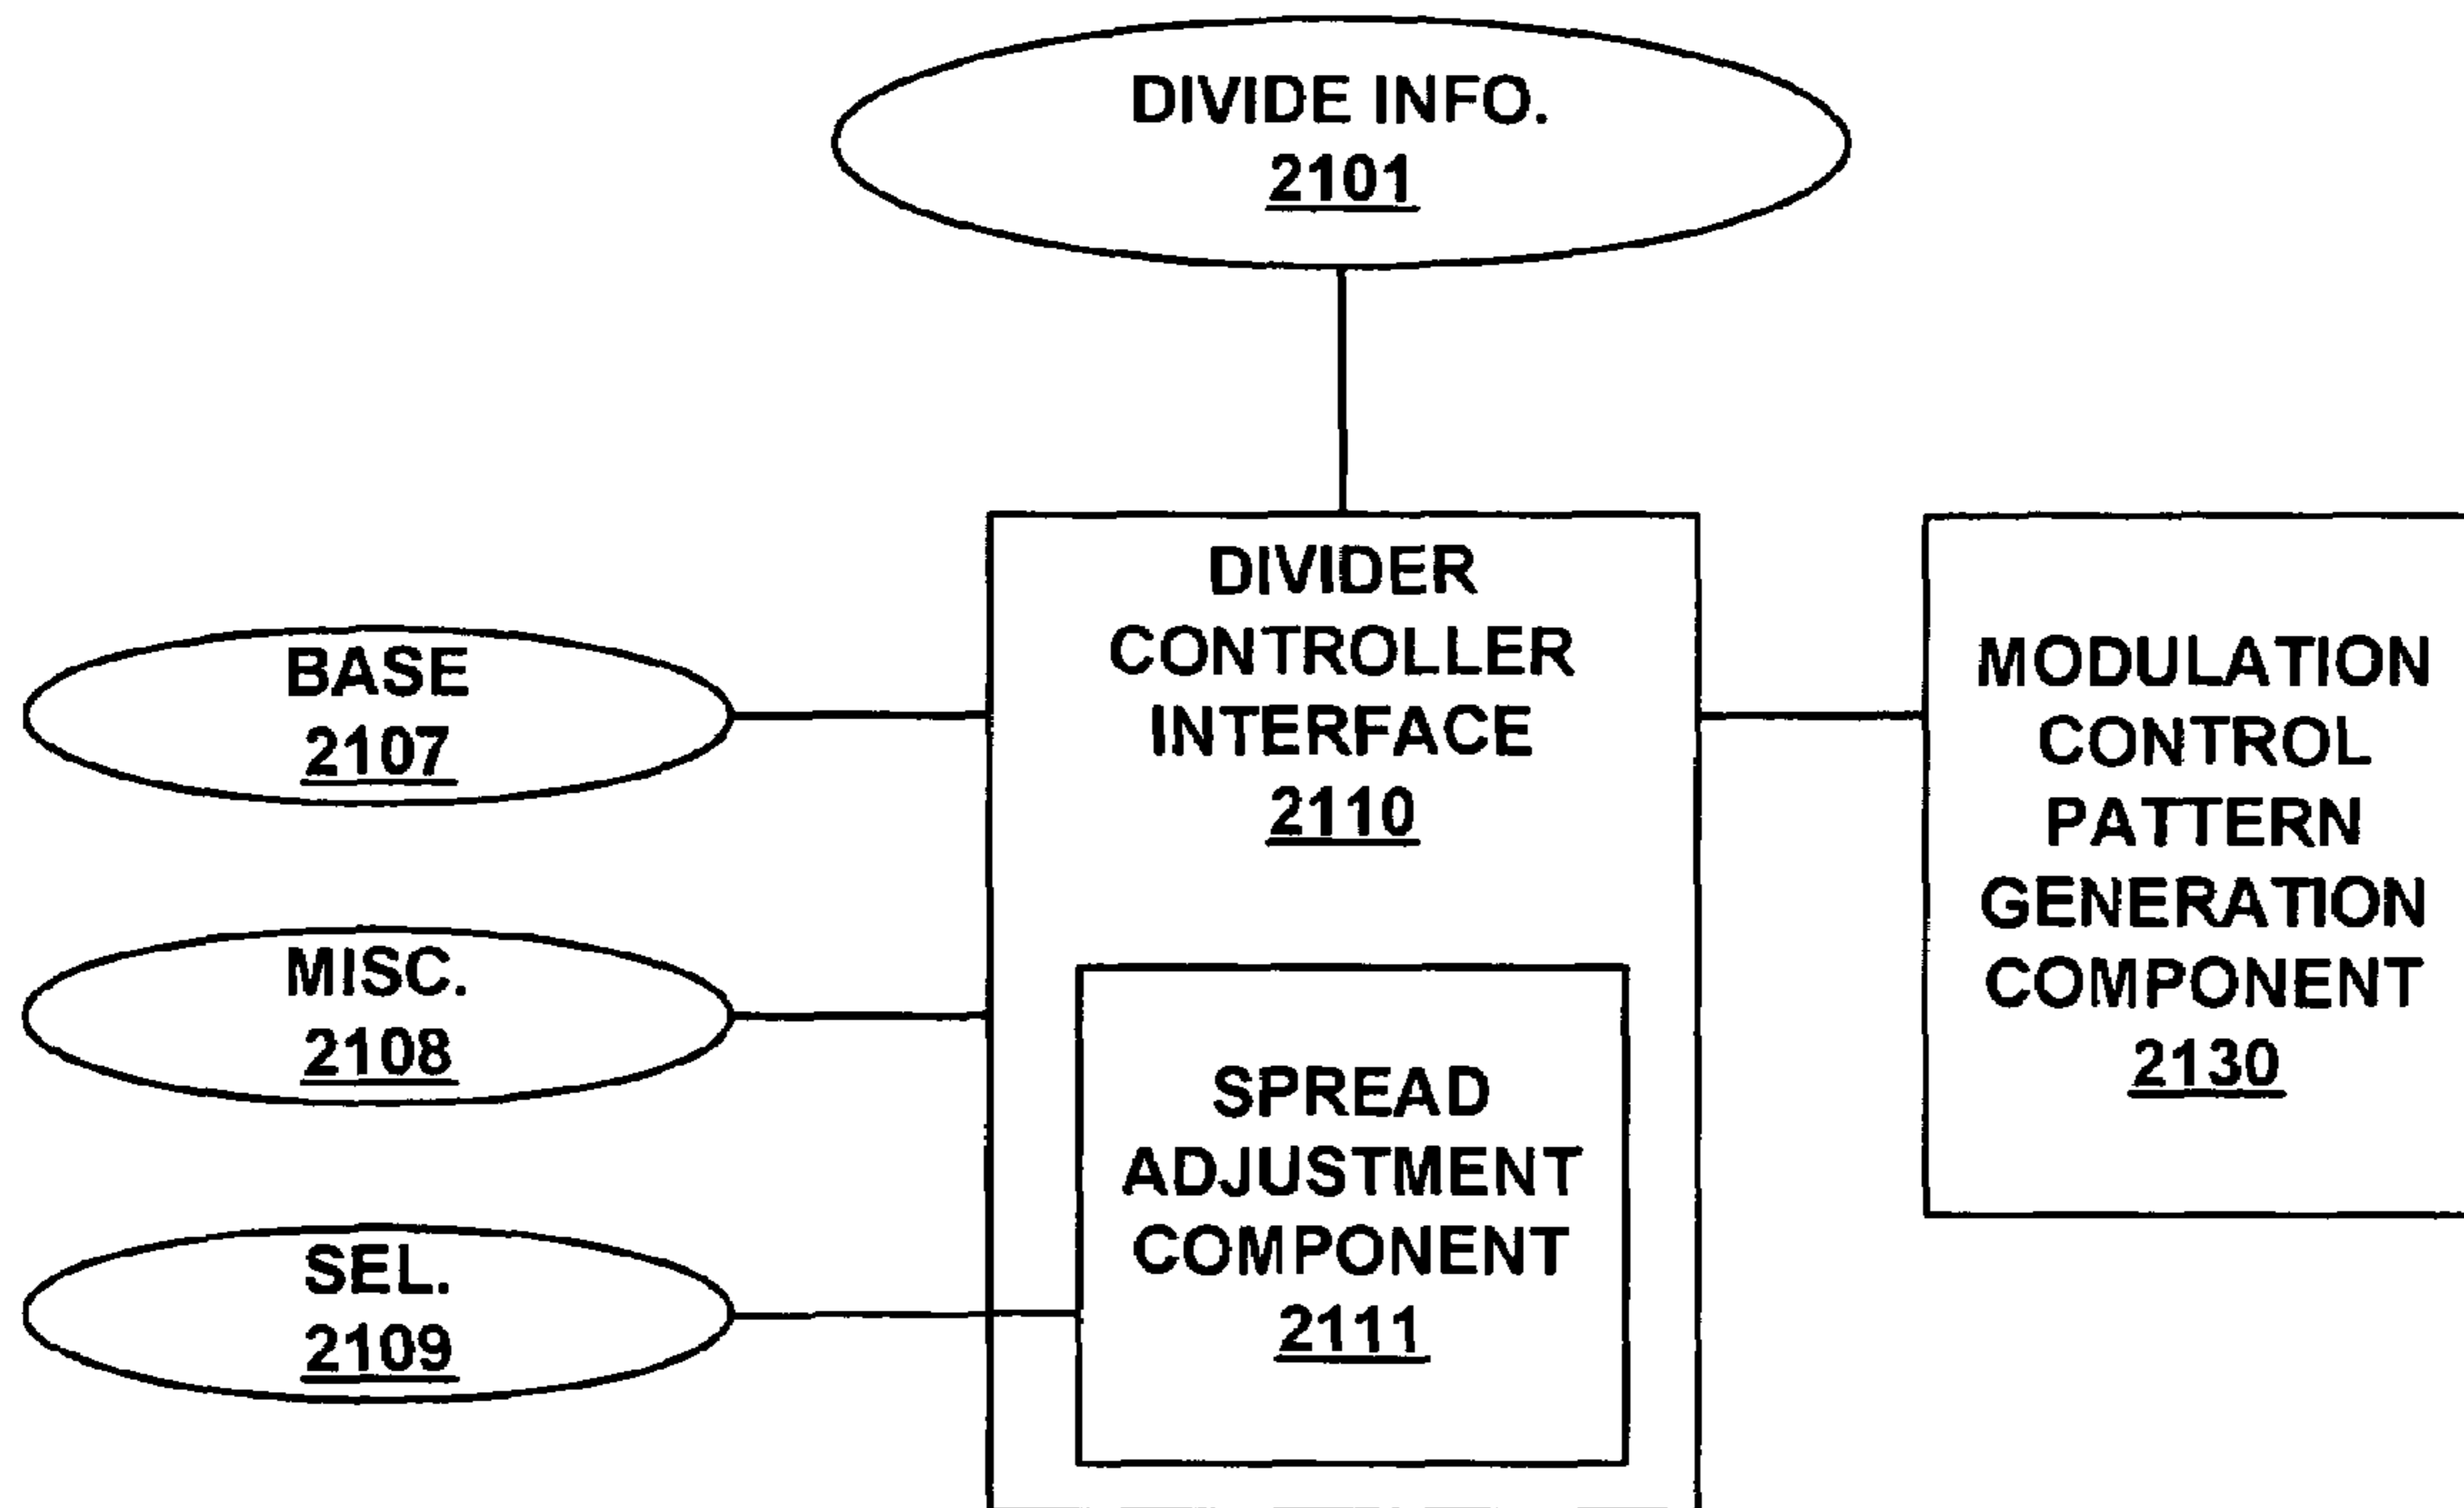 DIVIDE INFO.
2101
BASE
2107
MISC.
2108
SEL.
2109
DIVIDER
CONTROLLER
INTERFACE
2110
SPREAD
ADJUSTMENT
COMPONENT
2111
MODULATION
CONTROL
PATTERN
GENERATION
COMPONENT
2130